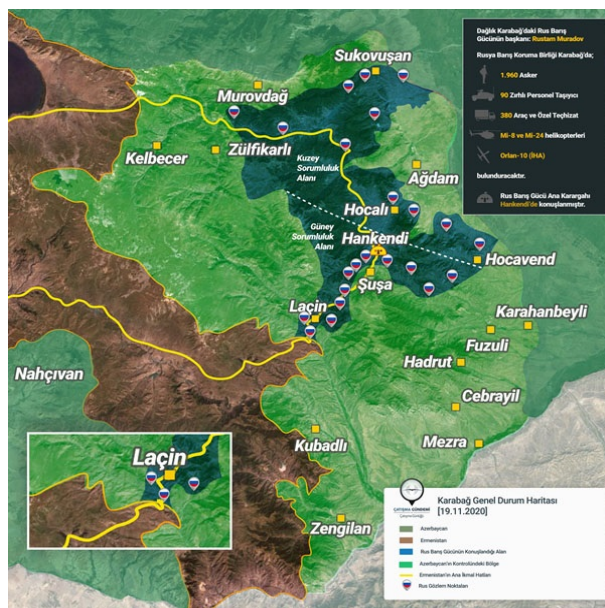 Dağlık Karabağ'daki Rus Barış
Gücünün başkanı: Rustam Muradov
Rusya Barış Koruma Birliği Karabağ'da;
1.960 Asker
90 Zırhlı Personel Taşıyıcı
380 Araç ve Özel Teçhizat
Mi-8 ve Mi-24 helikopterleri
Orlan-10 (İHA)
bulunduracaktır.
Rus Barış Gücü Ana Karargahı
Hankendi'de konuşlanmıştır.
Sukovuşan
Murovdağ
Kelbecer
Zülfikarlı
Kuzey
Sorumluluk
Alanı
Ağdam
Hocalı
Güney
Sorumluluk
Alanı
Hankendi
Hocavend
Şuşa
Laçin
Karahanbeyli
Fuzuli
Nahçıvan
Hadrut
Cebrayil
Kubadlı
Mezra
Laçin
Zengilan
ÇATIŞMA GÜNDEMİ
Karabağ Genel Durum Haritası
[19.11.2020]
Azerbaycan
Ermenistan
Rus Barış Gücünün Konuşlandığı Alan
Azerbaycan'ın Kontrolündeki Bölge
Ermenistan'ın Ana İkmal Hatları
Rus Gözlem Noktaları